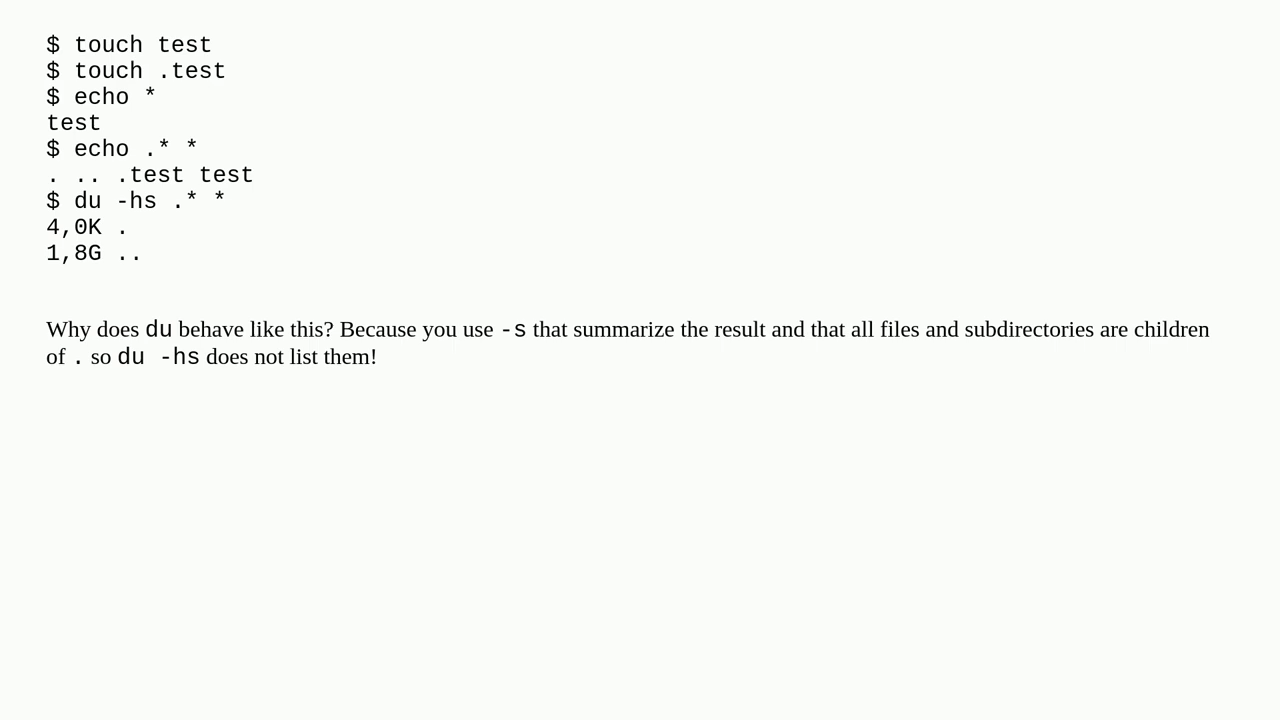 $ touch test
$ touch .test
$ echo *
test
$ echo .* *
. .. .test test
$ du -hs .* *
4,0K .
1,8G ..
Why does du behave like this? Because you use -s that summarize the result and that all files and subdirectories are children
of . so du -hs does not list them!